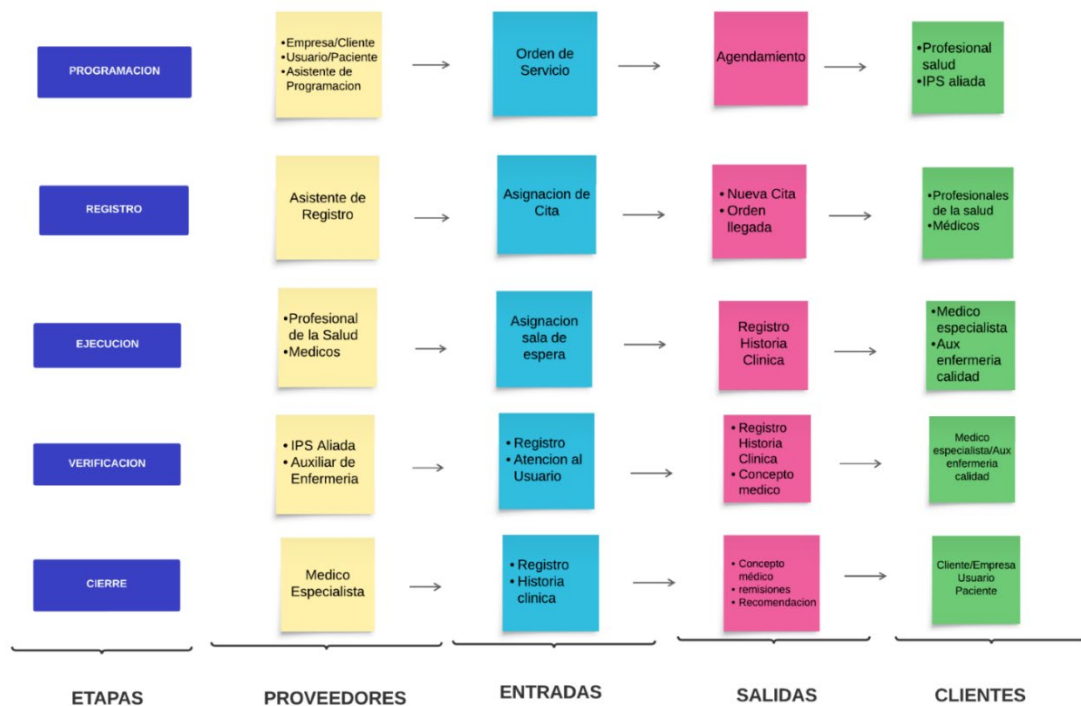 PROGRAMACION
•Empresa/Cliente
•Usuario/Paciente
•Asistente de
Programacion
Orden de
Servicio
Agendamiento
•Profesional
salud
•IPS aliada
REGISTRO
Asistente de
Registro
Asignacion de
Cita
• Nueva Cita
• Orden
llegada
•Profesionales
de la salud
•Médicos
EJECUCION
• Profesional
de la Salud
• Medicos
Asignacion
sala de
espera
Registro
Historia
Clinica
• Medico
especialista
• Aux
enfermeria
calidad
VERIFICACION
• IPS Aliada
• Auxiliar de
Enfermeria
• Registro
• Atencion al
Usuario
• Registro
Historia
Clinica
• Concepto
medico
Medico
especialista/Aux
enfermeria
calidad
CIERRE
Medico
Especialista
• Registro
• Historia
clinica
• Concepto
médico
• remisiones
• Recomendacion
Cliente/Empresa
Usuario
Paciente
ETAPAS
PROVEEDORES
ENTRADAS
SALIDAS
CLIENTES